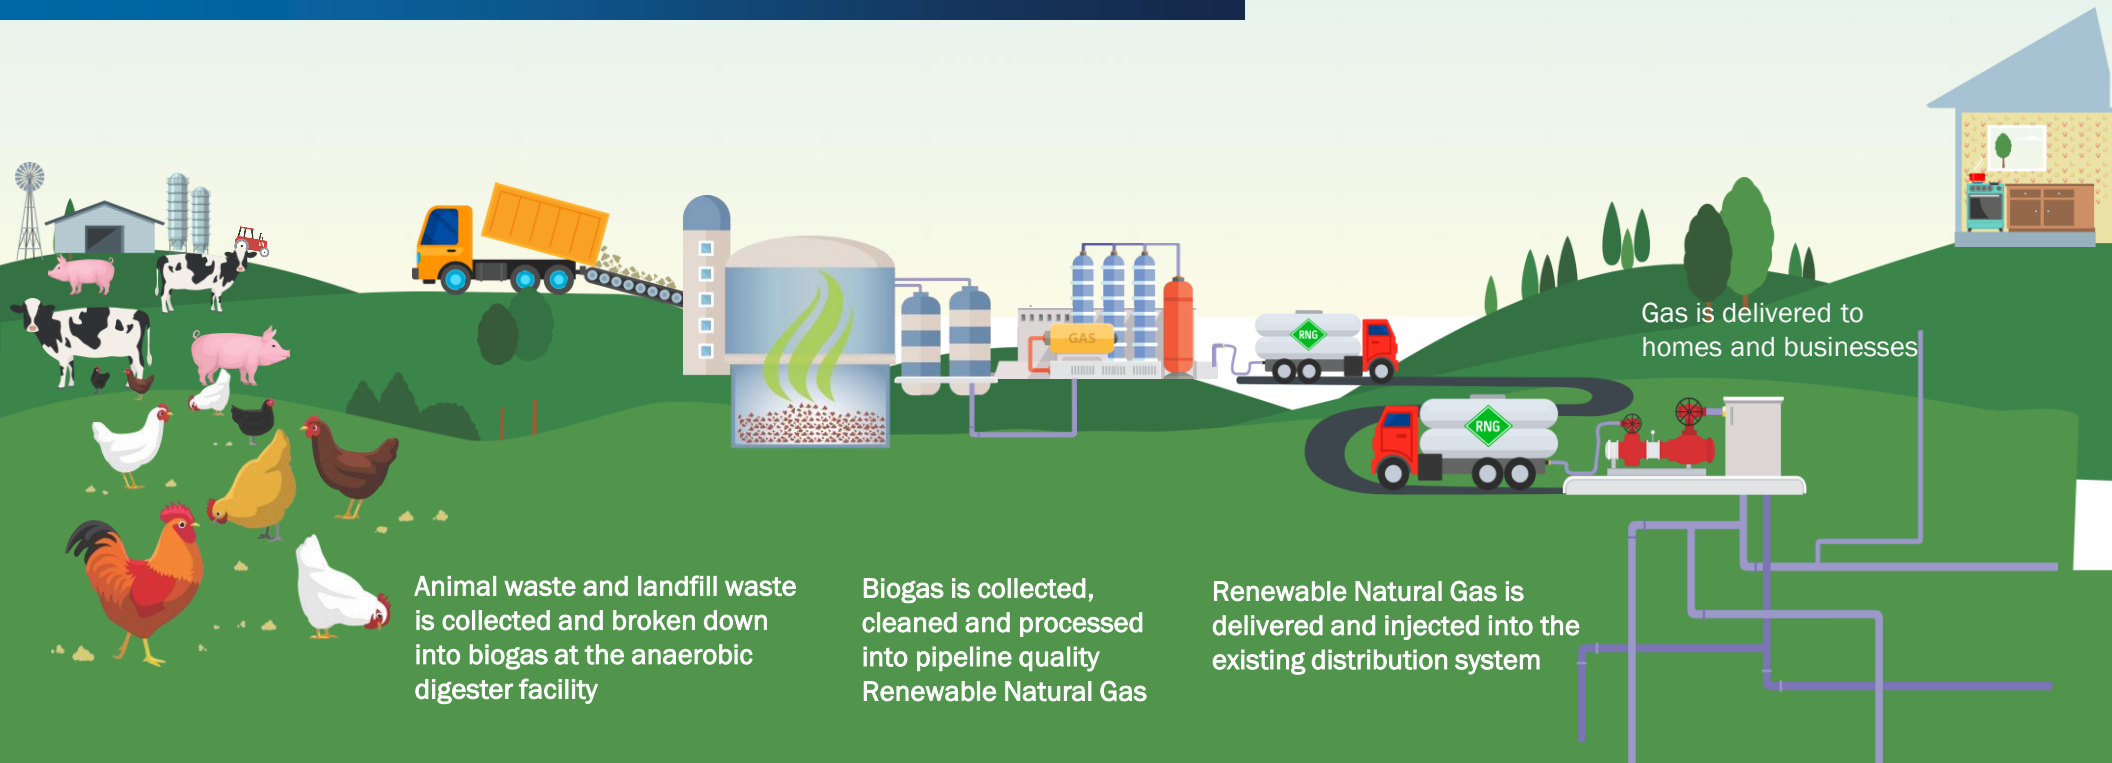 GAS
RNG
RNG
Gas is delivered to
homes and businesses
Animal waste and landfill waste
is collected and broken down
into biogas at the anaerobic
digester facility
Biogas is collected,
cleaned and processed
into pipeline quality
Renewable Natural Gas
Renewable Natural Gas is
delivered and injected into the
existing distribution system